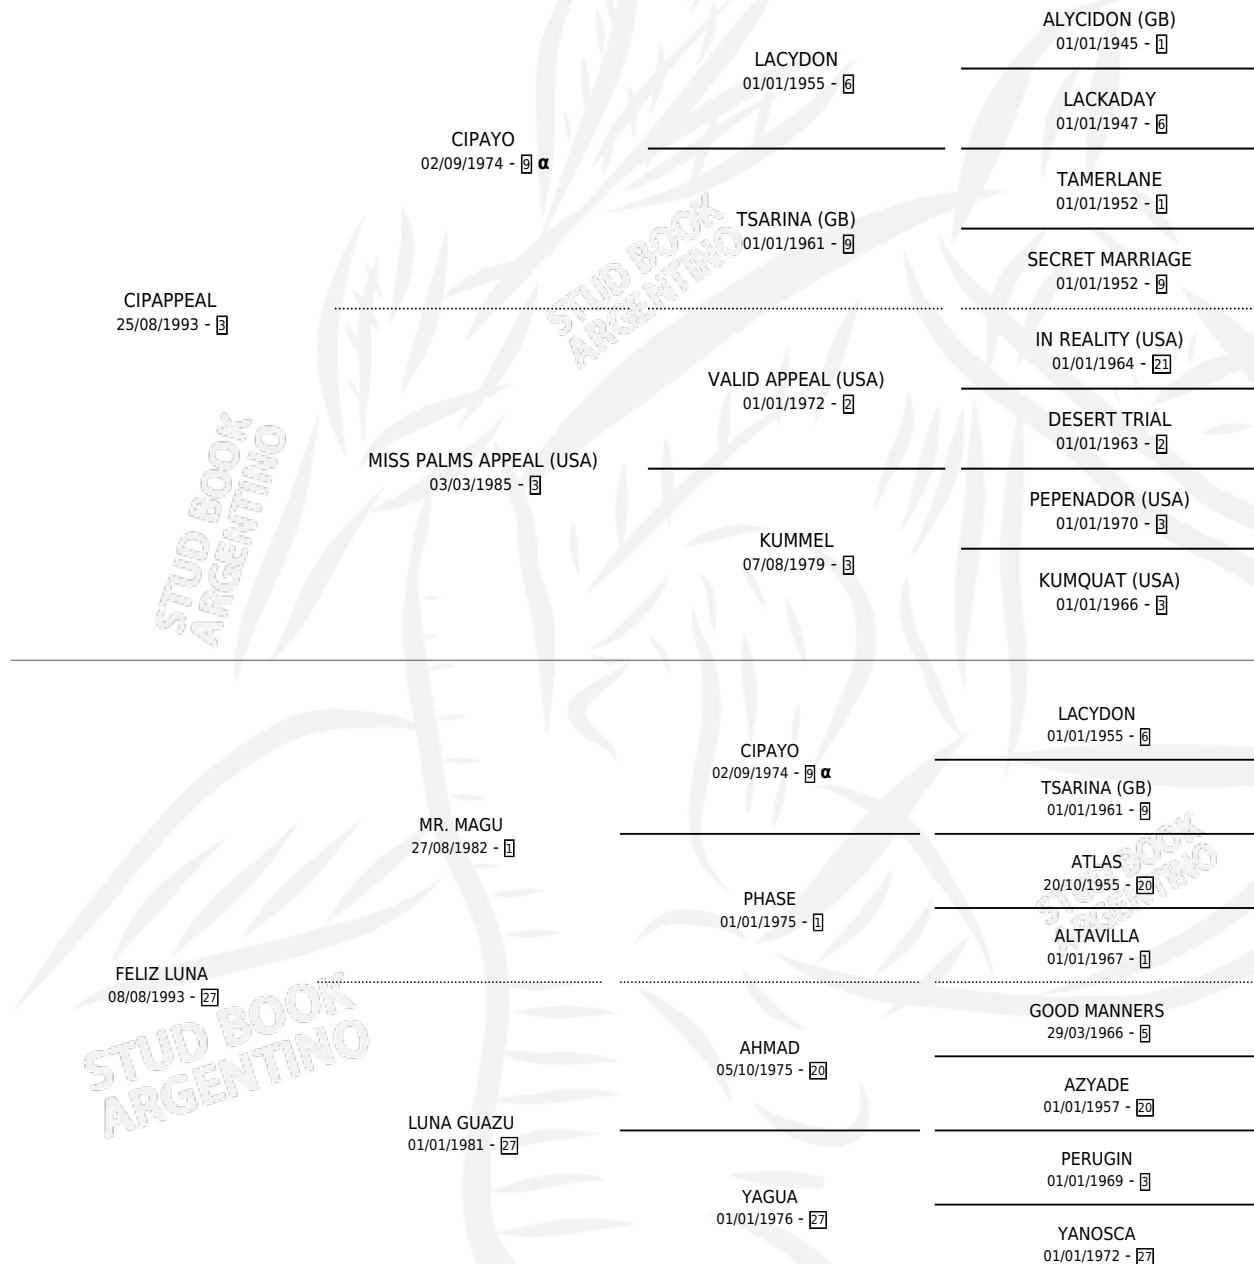 ALYCIDON (GB)
01/01/1945 - 1
LACYDON
01/01/1955 - 6
LACKADAY
01/01/1947 - 6
CIPAYO
02/09/1974 - 9 α
TAMERLANE
01/01/1952 - 1
TSARINA (GB)
01/01/1961 - 9
SECRET MARRIAGE
01/01/1952 - 9
CIPAPPEAL
25/08/1993 - 3
IN REALITY (USA)
01/01/1964 - 21
VALID APPEAL (USA)
01/01/1972 - 2
DESERT TRIAL
01/01/1963 - 2
MISS PALMS APPEAL (USA)
03/03/1985 - 3
PEPENADOR (USA)
01/01/1970 - 3
KUMMEL
07/08/1979 - 3
KUMQUAT (USA)
01/01/1966 - 3
STUD BOOK
ARGENTINO
STUD BOOK
ARGENTINO
LACYDON
01/01/1955 - 6
CIPAYO
02/09/1974 - 9 α
TSARINA (GB)
01/01/1961 - 9
MR. MAGU
27/08/1982 - 1
ATLAS
20/10/1955 - 20
PHASE
01/01/1975 - 1
ALTAVILLA
01/01/1967 - 1
FELIZ LUNA
08/08/1993 - 27
GOOD MANNERS
29/03/1966 - 5
AHMAD
05/10/1975 - 20
AZYADE
01/01/1957 - 20
LUNA GUAZU
01/01/1981 - 27
PERUGIN
01/01/1969 - 3
YAGUA
01/01/1976 - 27
YANOSCA
01/01/1972 - 27
STUD BOOK
ARGENTINO
STUD BOOK
ARGENTINO